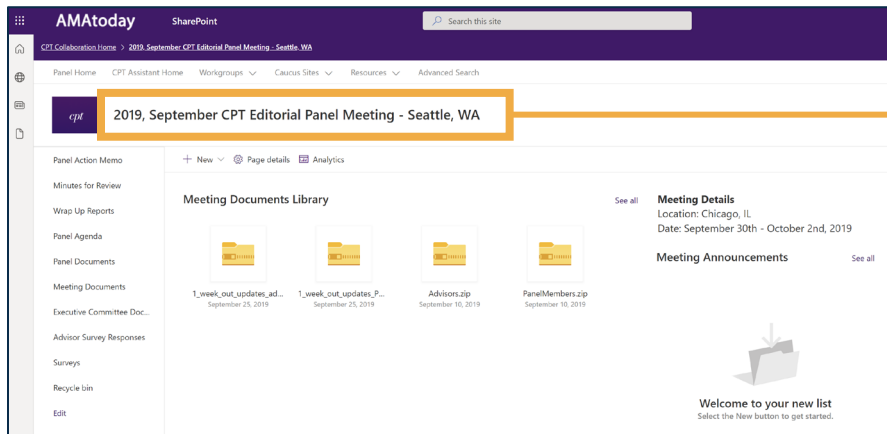 AMAtoday SharePoint Search this site
CPT Collaboration Home > 2019, September CPT Editorial Panel Meeting - Seattle, WA
Panel Home CPT Assistant Home Workgroups Caucus Sites Resources Advanced Search
cpt 2019, September CPT Editorial Panel Meeting - Seattle, WA
+ New Page details Analytics
Panel Action Memo
Minutes for Review
Wrap Up Reports
Panel Agenda
Panel Documents
Meeting Documents
Executive Committee Doc...
Advisor Survey Responses
Surveys
Recycle bin
Edit
Meeting Documents Library See all
1_week_out_updates_ad... 1_week_out_updates_P... Advisors.zip PanelMembers.zip
September 25, 2019 September 25, 2019 September 10, 2019 September 10, 2019
Meeting Details
Location: Chicago, IL
Date: September 30th - October 2nd, 2019
Meeting Announcements See all
Welcome to your new list
Select the New button to get started.